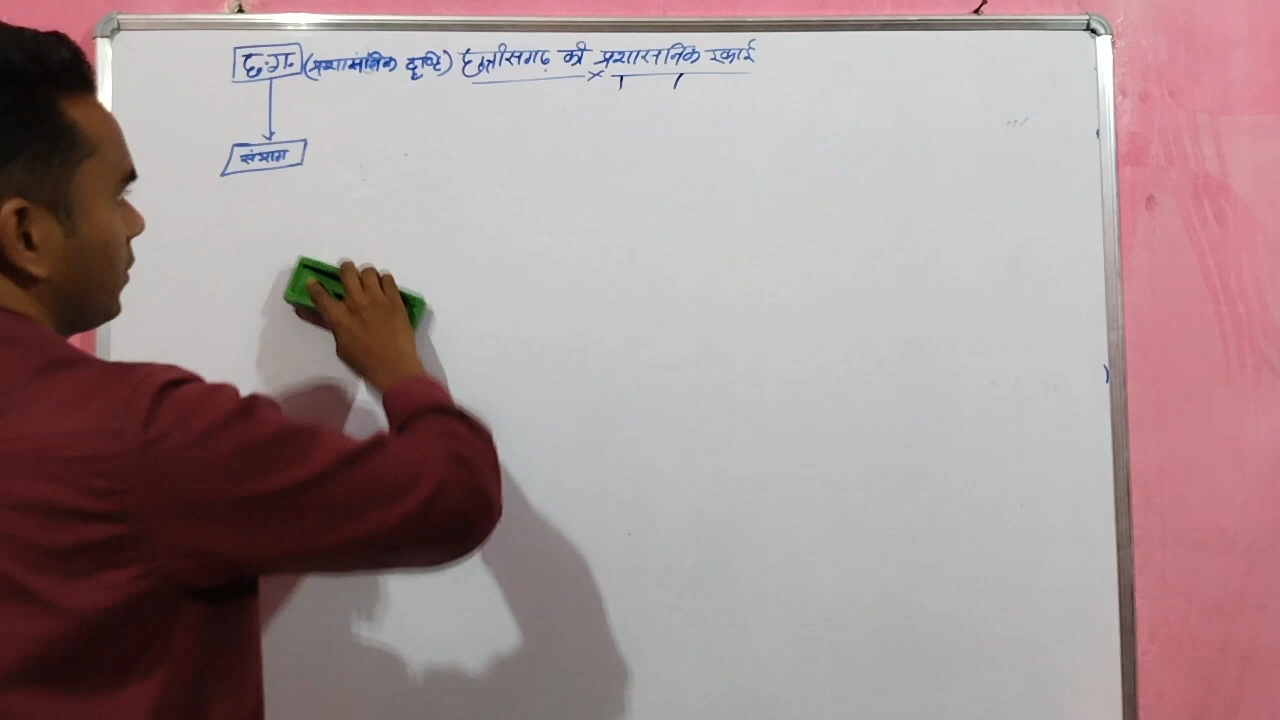 छ.ग. (प्रशासनिक दृष्टि) छत्तीसगढ़ की प्रशासनिक इकाई
संभाग